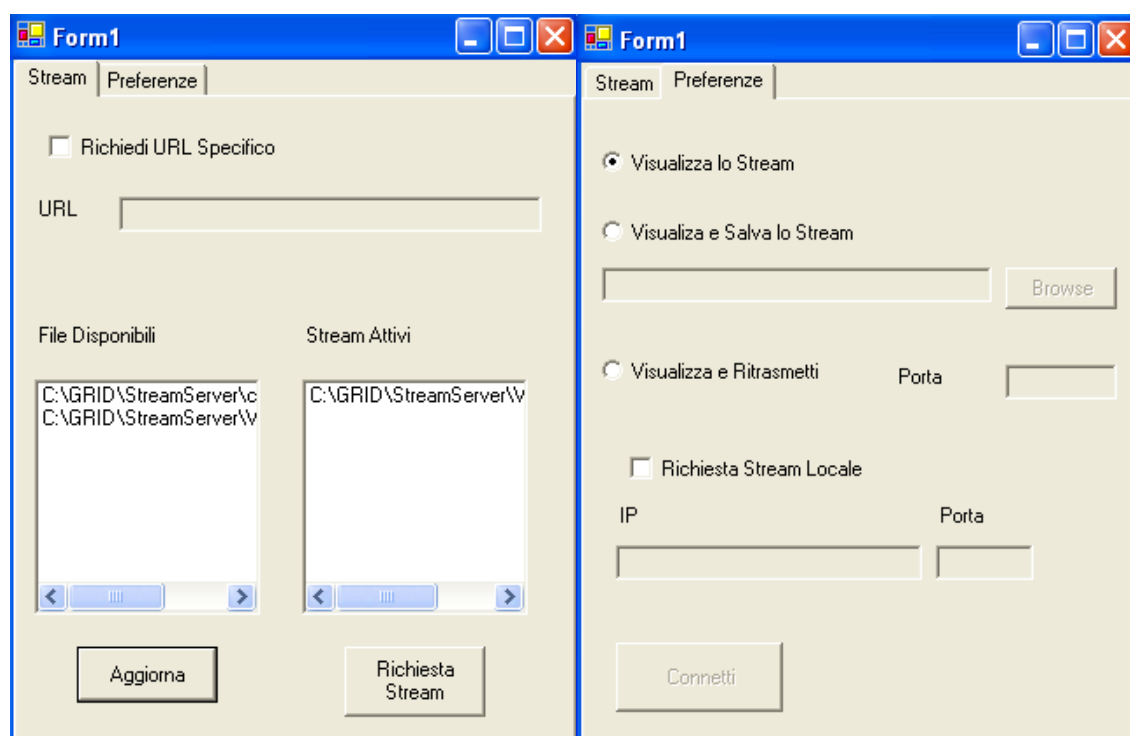 Form1
Stream Preferenze
Richiedi URL Specifico
URL
File Disponibili Stream Attivi
C:\GRID\StreamServer\c
C:\GRID\StreamServer\V
C:\GRID\StreamServer\V
Aggiorna
Richiesta
Stream
Form1
Stream Preferenze
Visualizza lo Stream
Visualiza e Salva lo Stream
Browse
Visualizza e Ritrasmetti Porta
Richiesta Stream Locale
IP Porta
Connetti